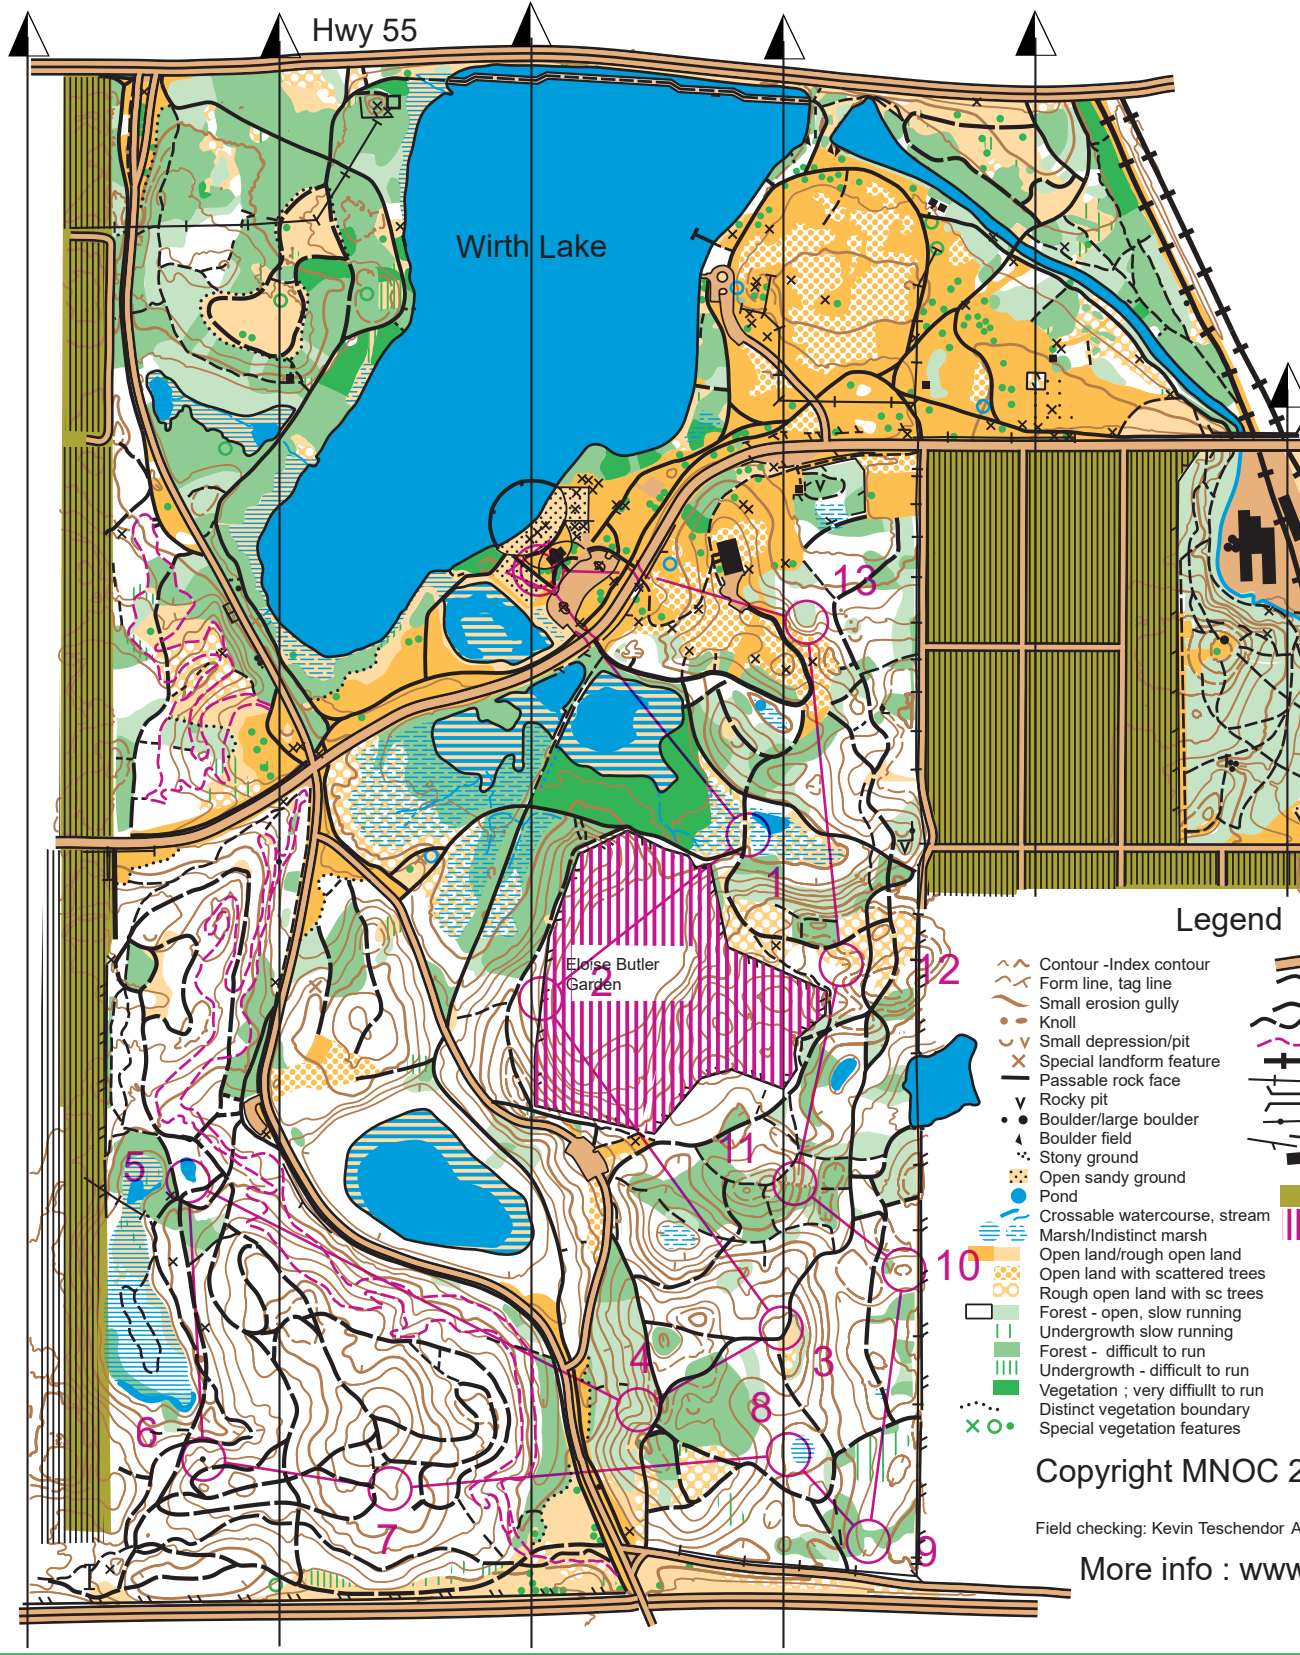 Hwy 55
Wirth Lake
13
1
Eloise Butler
Garden
2
12
11
5
10
4
3
8
6
7
9
Legend
Contour -Index contour
Form line, tag line
Small erosion gully
Knoll
Small depression/pit
Special landform feature
Passable rock face
Rocky pit
Boulder/large boulder
Boulder field
Stony ground
Open sandy ground
Pond
Crossable watercourse, stream
Marsh/Indistinct marsh
Open land/rough open land
Open land with scattered trees
Rough open land with sc trees
Forest - open, slow running
Undergrowth slow running
Forest - difficult to run
Undergrowth - difficult to run
Vegetation ; very diffiullt to run
Distinct vegetation boundary
Special vegetation features
Copyright MNOC 2
Field checking: Kevin Teschendor A
More info : www